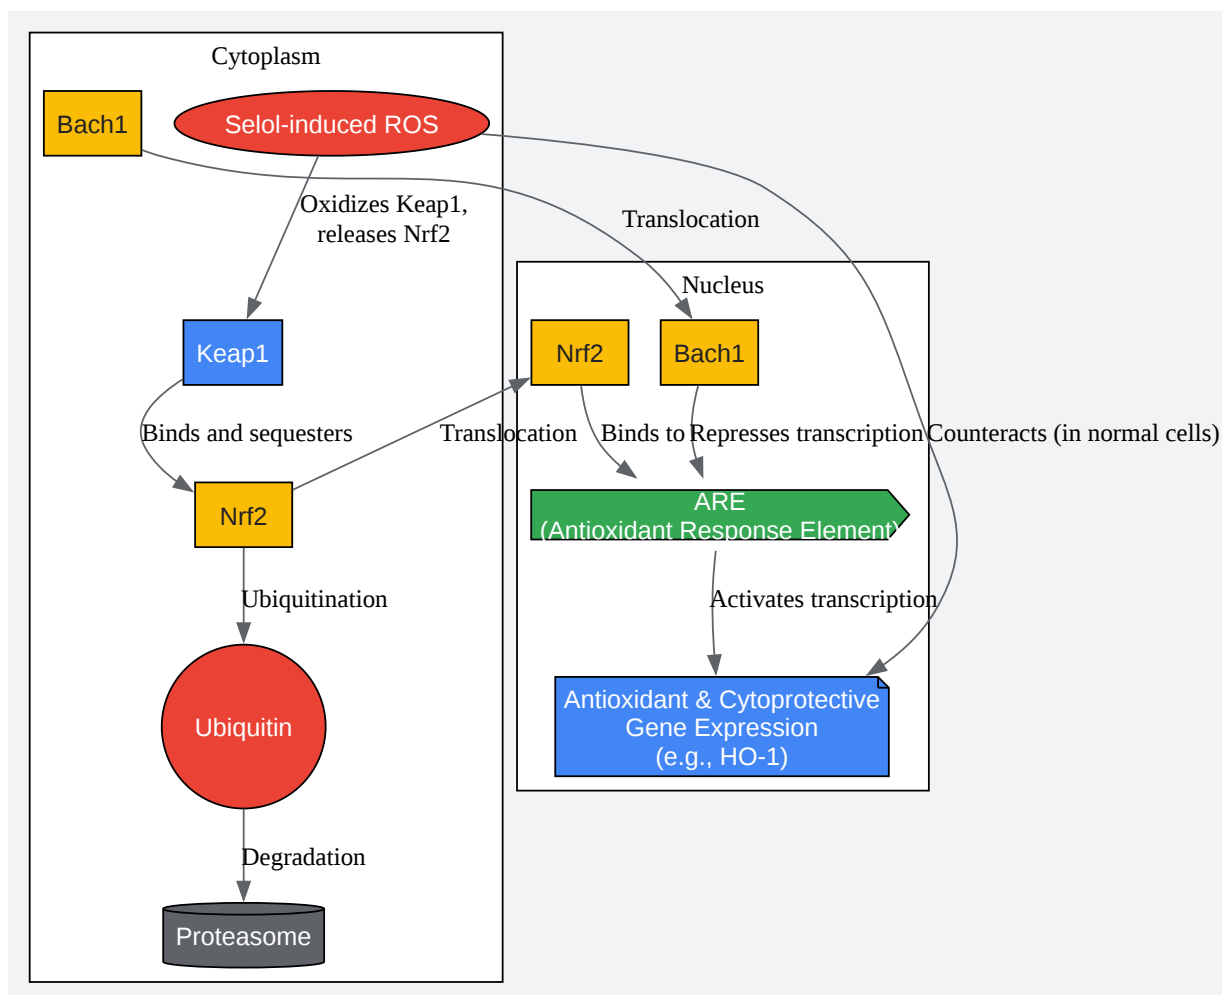 Cytoplasm
Bach1
Selol-induced ROS
Oxidizes Keap1,
releases Nrf2
Translocation
Nucleus
Keap1
Nrf2
Bach1
Binds and sequesters
Translocation
Binds to
Represses transcription
Counteracts (in normal cells)
Nrf2
ARE
(Antioxidant Response Element)
Ubiquitination
Activates transcription
Ubiquitin
Antioxidant & Cytoprotective
Gene Expression
(e.g., HO-1)
Degradation
Proteasome